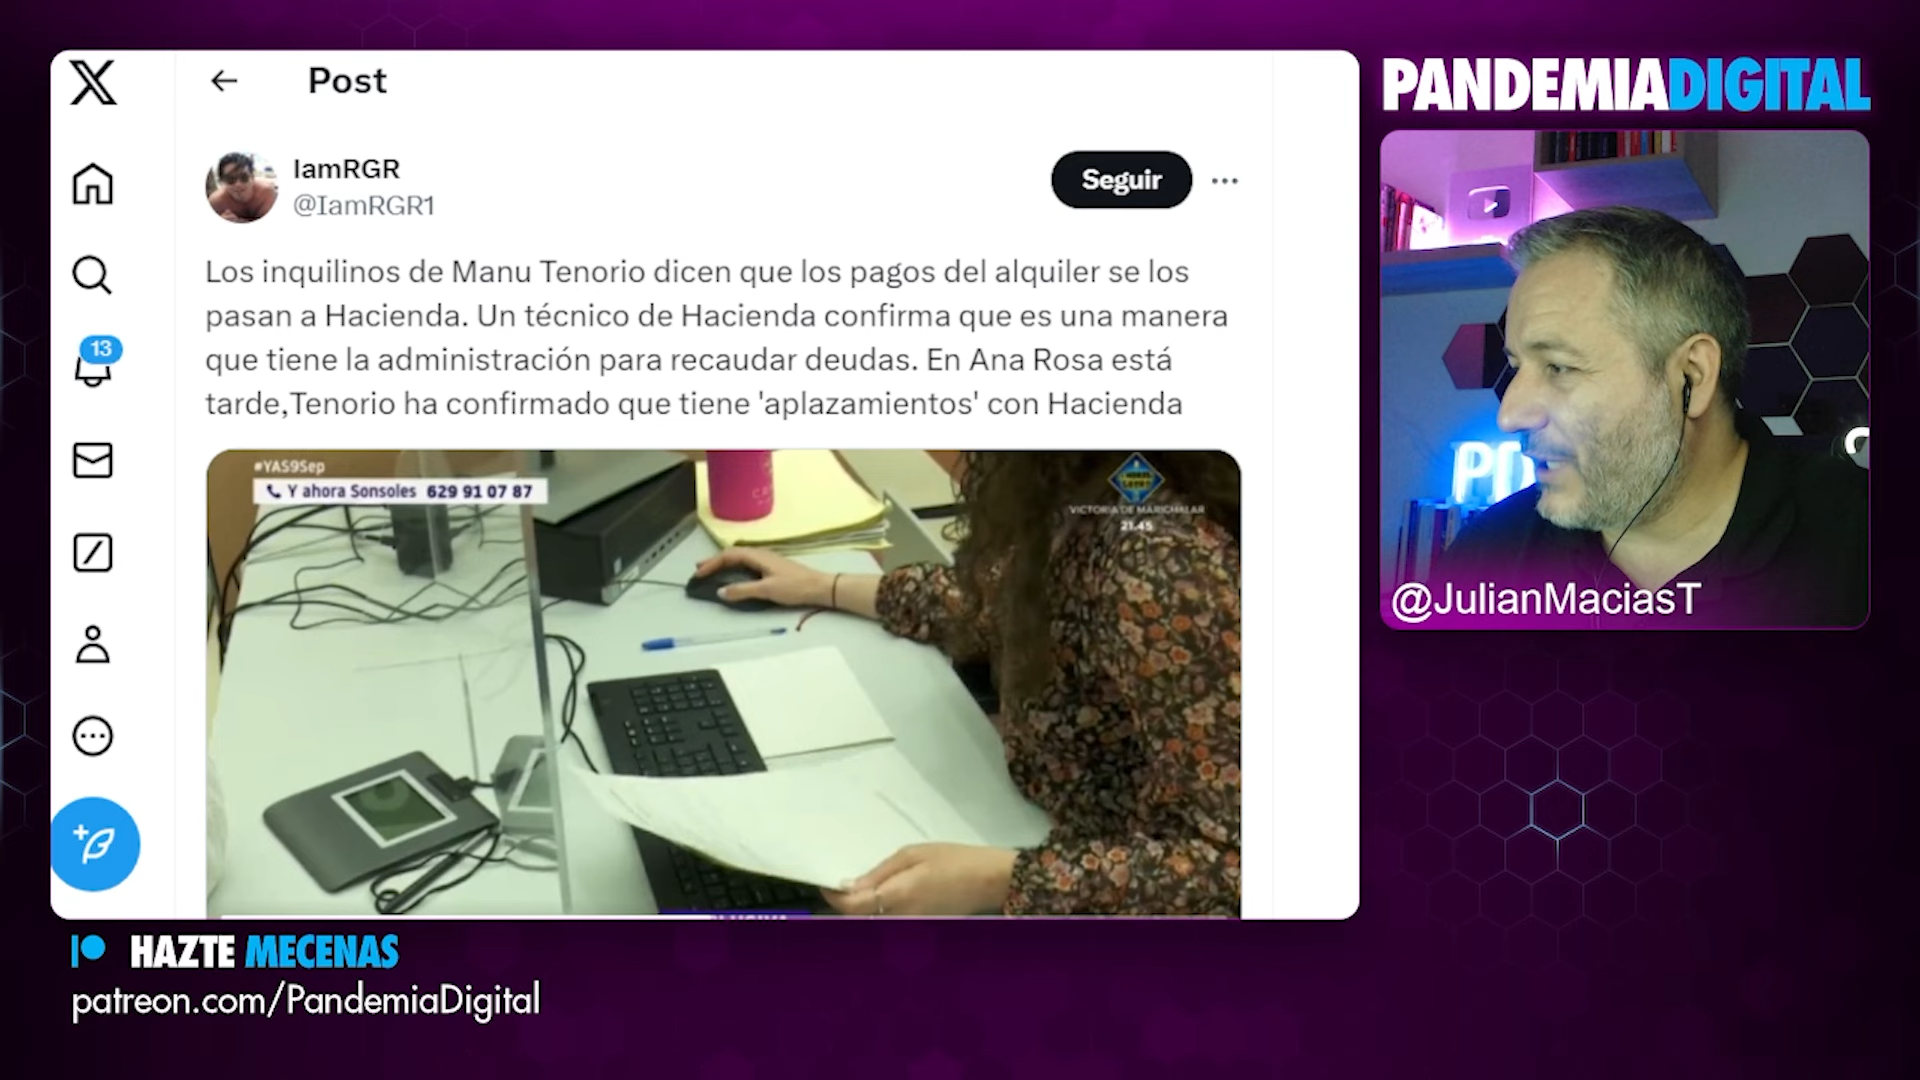 Post
IamRGR
@IamRGR1
Seguir
Los inquilinos de Manu Tenorio dicen que los pagos del alquiler se los
pasan a Hacienda. Un técnico de Hacienda confirma que es una manera
que tiene la administración para recaudar deudas. En Ana Rosa está
tarde,Tenorio ha confirmado que tiene 'aplazamientos' con Hacienda
13
#YAS9Sep
Y ahora Sonsoles 629 91 07 87
VICTORIA DE MARICHALAR
21.45
PANDEMIADIGITAL
PD
@JulianMaciasT
HAZTE MECENAS
patreon.com/PandemiaDigital